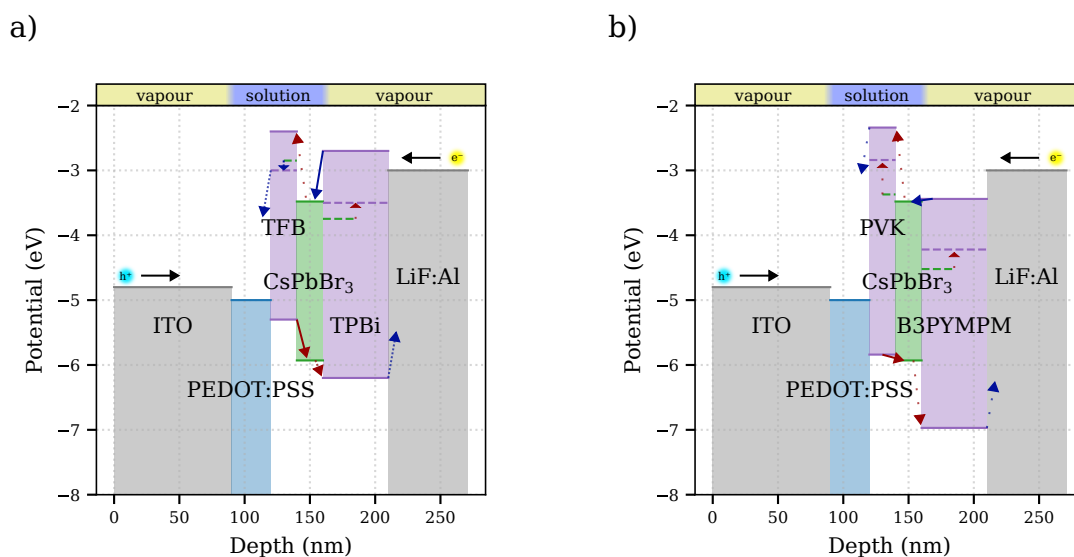 a)
vapour solution vapour
−2
−3
−4
−5
−6
−7
−8
Potential (eV)
e⁻
TFB
h⁺
CsPbBr₃
LiF:Al
ITO
TPBi
PEDOT:PSS
0 50 100 150 200 250
Depth (nm)
b)
vapour solution vapour
−2
−3
−4
−5
−6
−7
−8
Potential (eV)
e⁻
PVK
h⁺
CsPbBr₃
LiF:Al
ITO
B3PYMPM
PEDOT:PSS
0 50 100 150 200 250
Depth (nm)